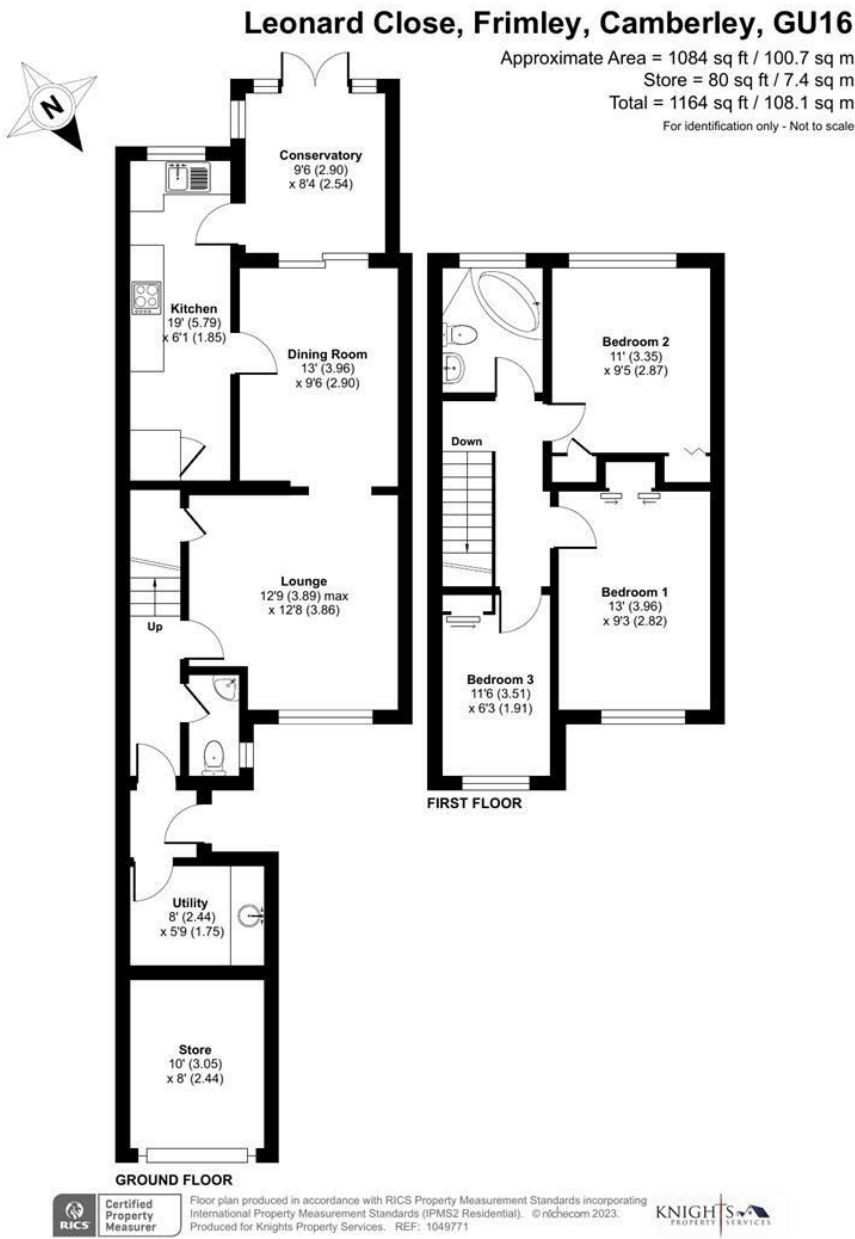 Leonard Close, Frimley, Camberley, GU16
Approximate Area = 1084 sq ft / 100.7 sq m
Store = 80 sq ft / 7.4 sq m
Total = 1164 sq ft / 108.1 sq m
For identification only - Not to scale
N
Conservatory
9'6 (2.90)
x 8'4 (2.54)
Kitchen
19' (5.79)
x 6'1 (1.85)
Dining Room
13' (3.96)
x 9'6 (2.90)
Lounge
12'9 (3.89) max
x 12'8 (3.86)
Up
Utility
8' (2.44)
x 5'9 (1.75)
Store
10' (3.05)
x 8' (2.44)
GROUND FLOOR
Bedroom 2
11' (3.35)
x 9'5 (2.87)
Down
Bedroom 1
13' (3.96)
x 9'3 (2.82)
Bedroom 3
11'6 (3.51)
x 6'3 (1.91)
FIRST FLOOR
RICS
Certified
Property
Measurer
Floor plan produced in accordance with RICS Property Measurement Standards incorporating
International Property Measurement Standards (IPMS2 Residential). © nichecom 2023.
Produced for Knights Property Services. REF: 1049771
KNIGHTS
PROPERTY SERVICES